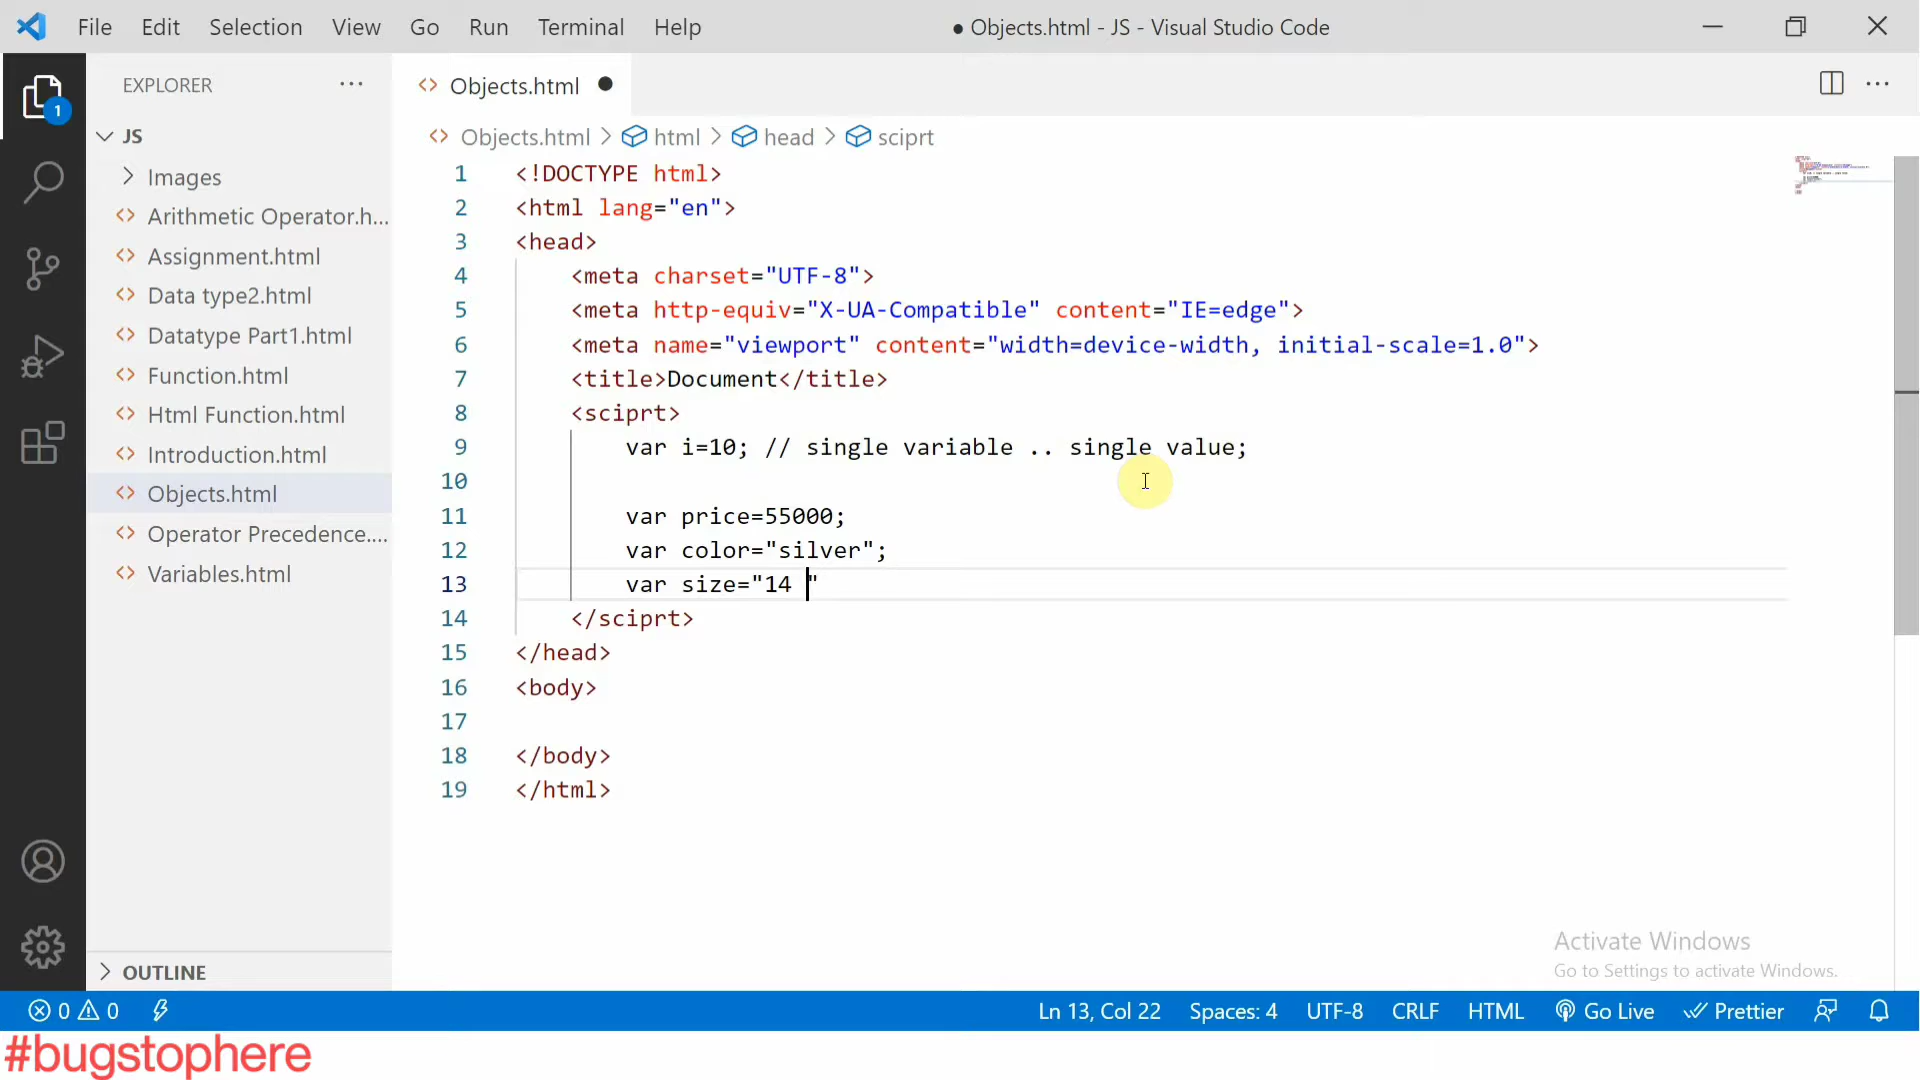 File Edit Selection View Go Run Terminal Help
● Objects.html - JS - Visual Studio Code
EXPLORER ...
JS
Images
Arithmetic Operator.h...
Assignment.html
Data type2.html
Datatype Part1.html
Function.html
Html Function.html
Introduction.html
Objects.html
Operator Precedence....
Variables.html
OUTLINE
Objects.html ●
Objects.html > html > head > sciprt
1 <!DOCTYPE html>
2 <html lang="en">
3 <head>
4 <meta charset="UTF-8">
5 <meta http-equiv="X-UA-Compatible" content="IE=edge">
6 <meta name="viewport" content="width=device-width, initial-scale=1.0">
7 <title>Document</title>
8 <sciprt>
9 var i=10; // single variable .. single value;
10
11 var price=55000;
12 var color="silver";
13 var size="14 "
14 </sciprt>
15 </head>
16 <body>
17
18 </body>
19 </html>
Activate Windows
Go to Settings to activate Windows.
1
0 0 Ln 13, Col 22 Spaces: 4 UTF-8 CRLF HTML Go Live Prettier
#bugstophere